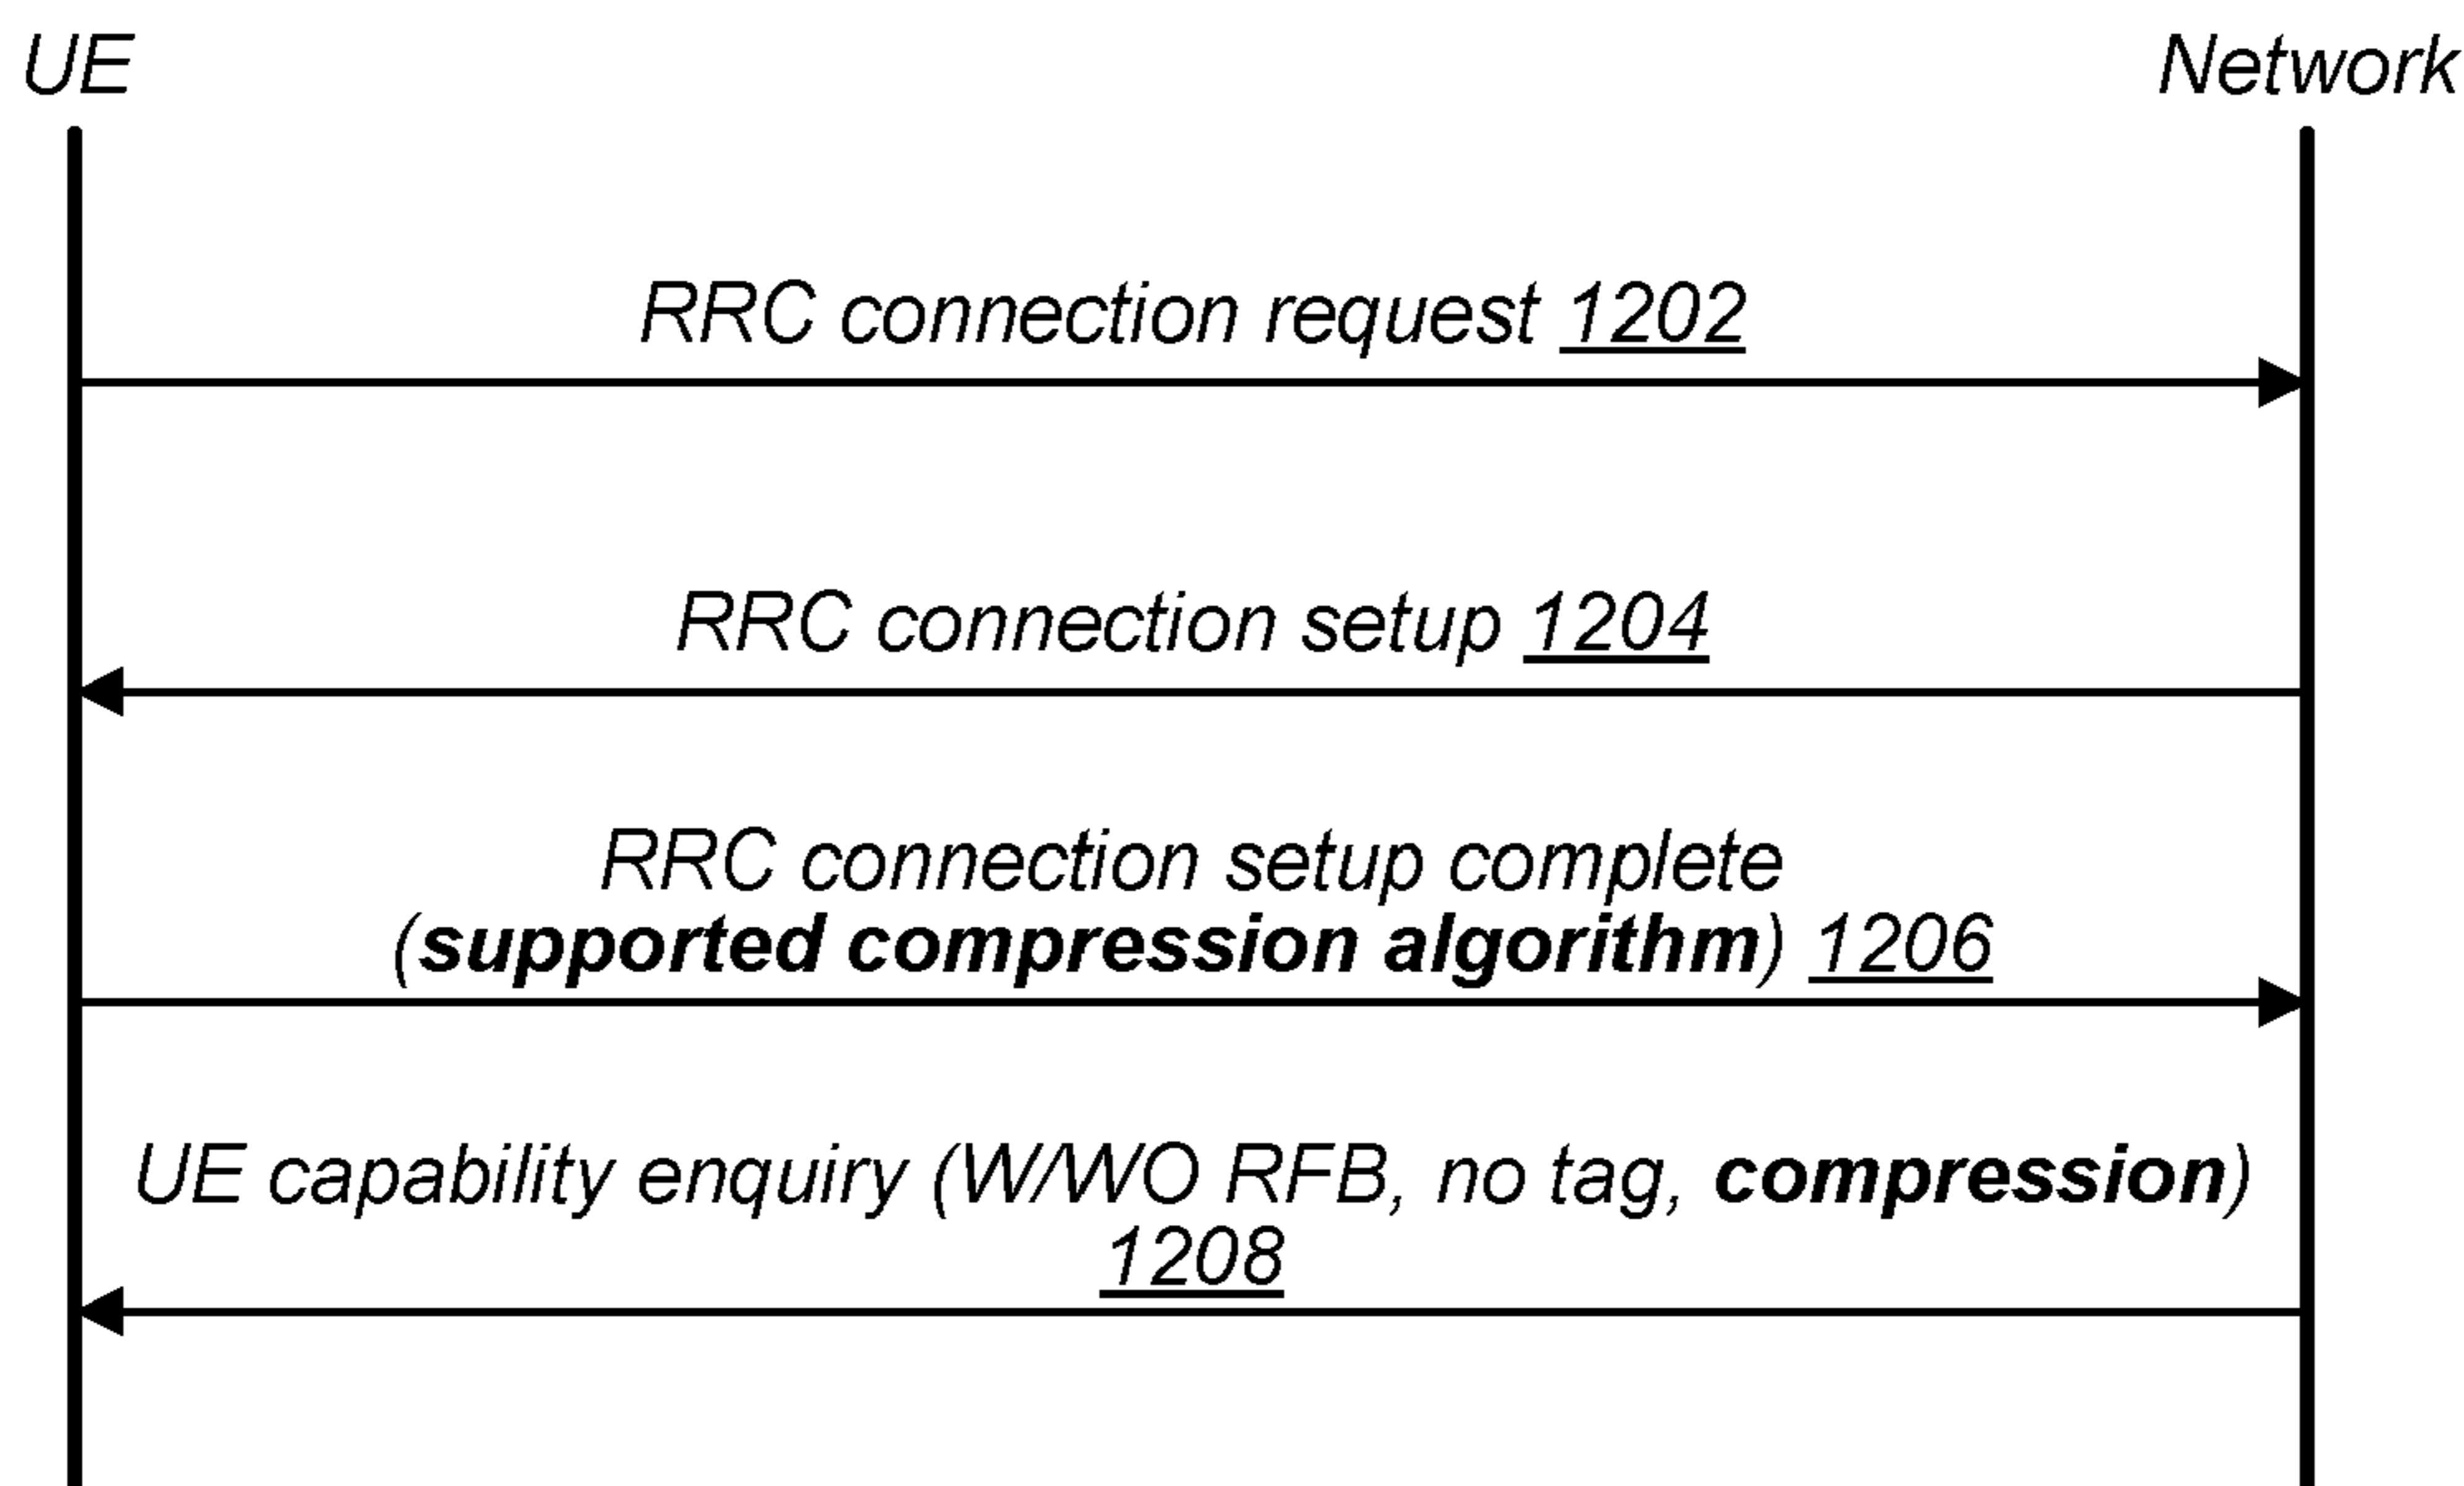 UE
Network
RRC connection request 1202
RRC connection setup 1204
RRC connection setup complete
(supported compression algorithm) 1206
UE capability enquiry (W/WO RFB, no tag, compression)
1208